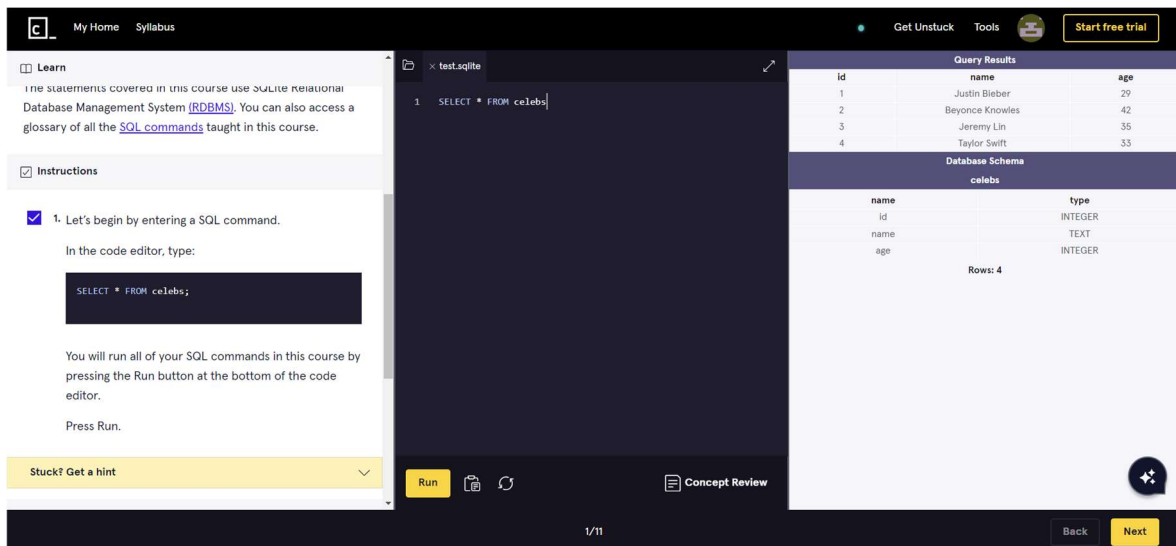 C_
My Home
Syllabus
Get Unstuck
Tools
Start free trial
Learn
The statements covered in this course use SQLite Relational
Database Management System (RDBMS). You can also access a
glossary of all the SQL commands taught in this course.
Instructions
1. Let's begin by entering a SQL command.
In the code editor, type:
SELECT * FROM celebs;
You will run all of your SQL commands in this course by
pressing the Run button at the bottom of the code
editor.
Press Run.
Stuck? Get a hint
× test.sqlite
1 SELECT * FROM celebs
Run
Concept Review
Query Results
id name age
1 Justin Bieber 29
2 Beyonce Knowles 42
3 Jeremy Lin 35
4 Taylor Swift 33
Database Schema
celebs
name type
id INTEGER
name TEXT
age INTEGER
Rows: 4
1/11
Back
Next